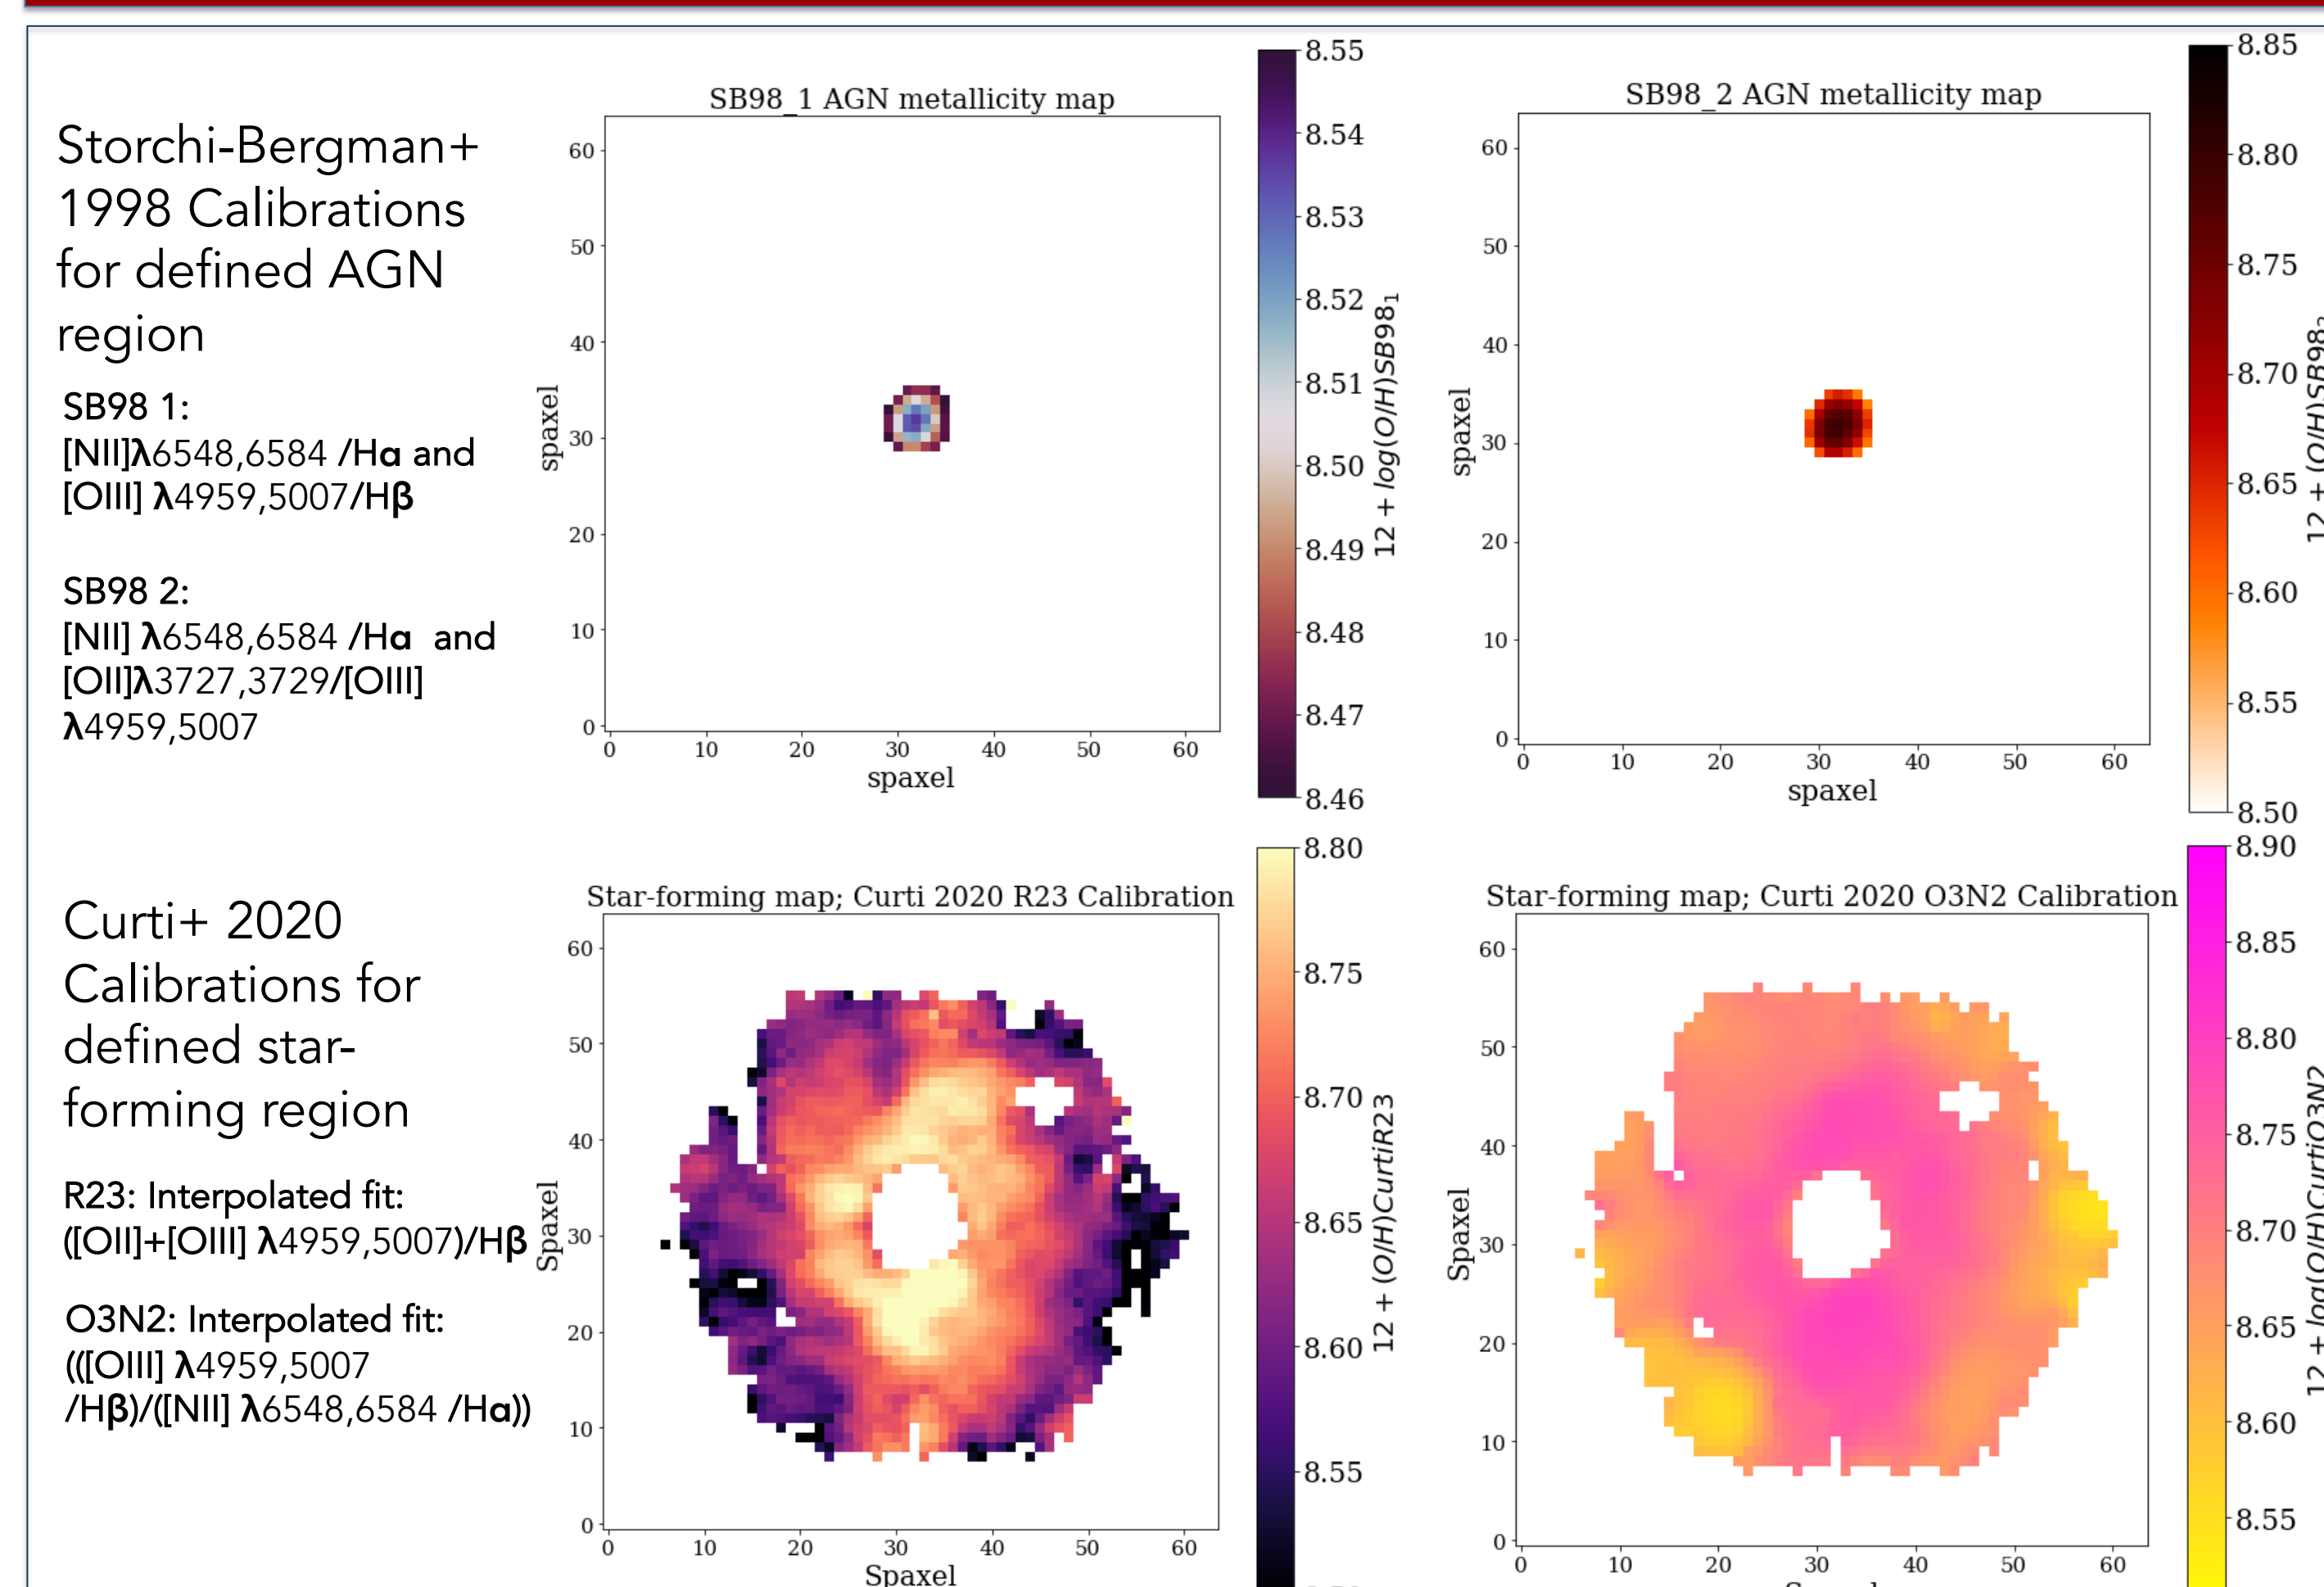 Storchi-Bergman+
1998 Calibrations
for defined AGN
region
SB98 1:
[NII]λ6548,6584 /Hα and
[OIII] λ4959,5007/Hβ
SB98 2:
[NII] λ6548,6584 /Hα and
[OII]λ3727,3729/[OIII]
λ4959,5007
SB98_1 AGN metallicity map
60
50
40
30
20
10
0
spaxel
0 10 20 30 40 50 60
spaxel
8.55
8.54
8.53
8.52
8.51
8.50
8.49
8.48
8.47
8.46
12 + log(O/H)SB98₁
SB98_2 AGN metallicity map
60
50
40
30
20
10
0
spaxel
0 10 20 30 40 50 60
spaxel
8.85
8.80
8.75
8.70
8.65
8.60
8.55
8.50
12 + (O/H)SB98₂
Curti+ 2020
Calibrations for
defined star-
forming region
R23: Interpolated fit:
([OII]+[OIII] λ4959,5007)/Hβ
O3N2: Interpolated fit:
(([OIII] λ4959,5007
/Hβ)/([NII] λ6548,6584 /Hα))
Star-forming map; Curti 2020 R23 Calibration
60
50
40
30
20
10
0
Spaxel
0 10 20 30 40 50 60
Spaxel
8.80
8.75
8.70
8.65
8.60
8.55
12 + (O/H)CurtiR23
Star-forming map; Curti 2020 O3N2 Calibration
60
50
40
30
20
10
0
Spaxel
0 10 20 30 40 50 60
8.90
8.85
8.80
8.75
8.70
8.65
8.60
8.55
12 + log(O/H)CurtiO3N2